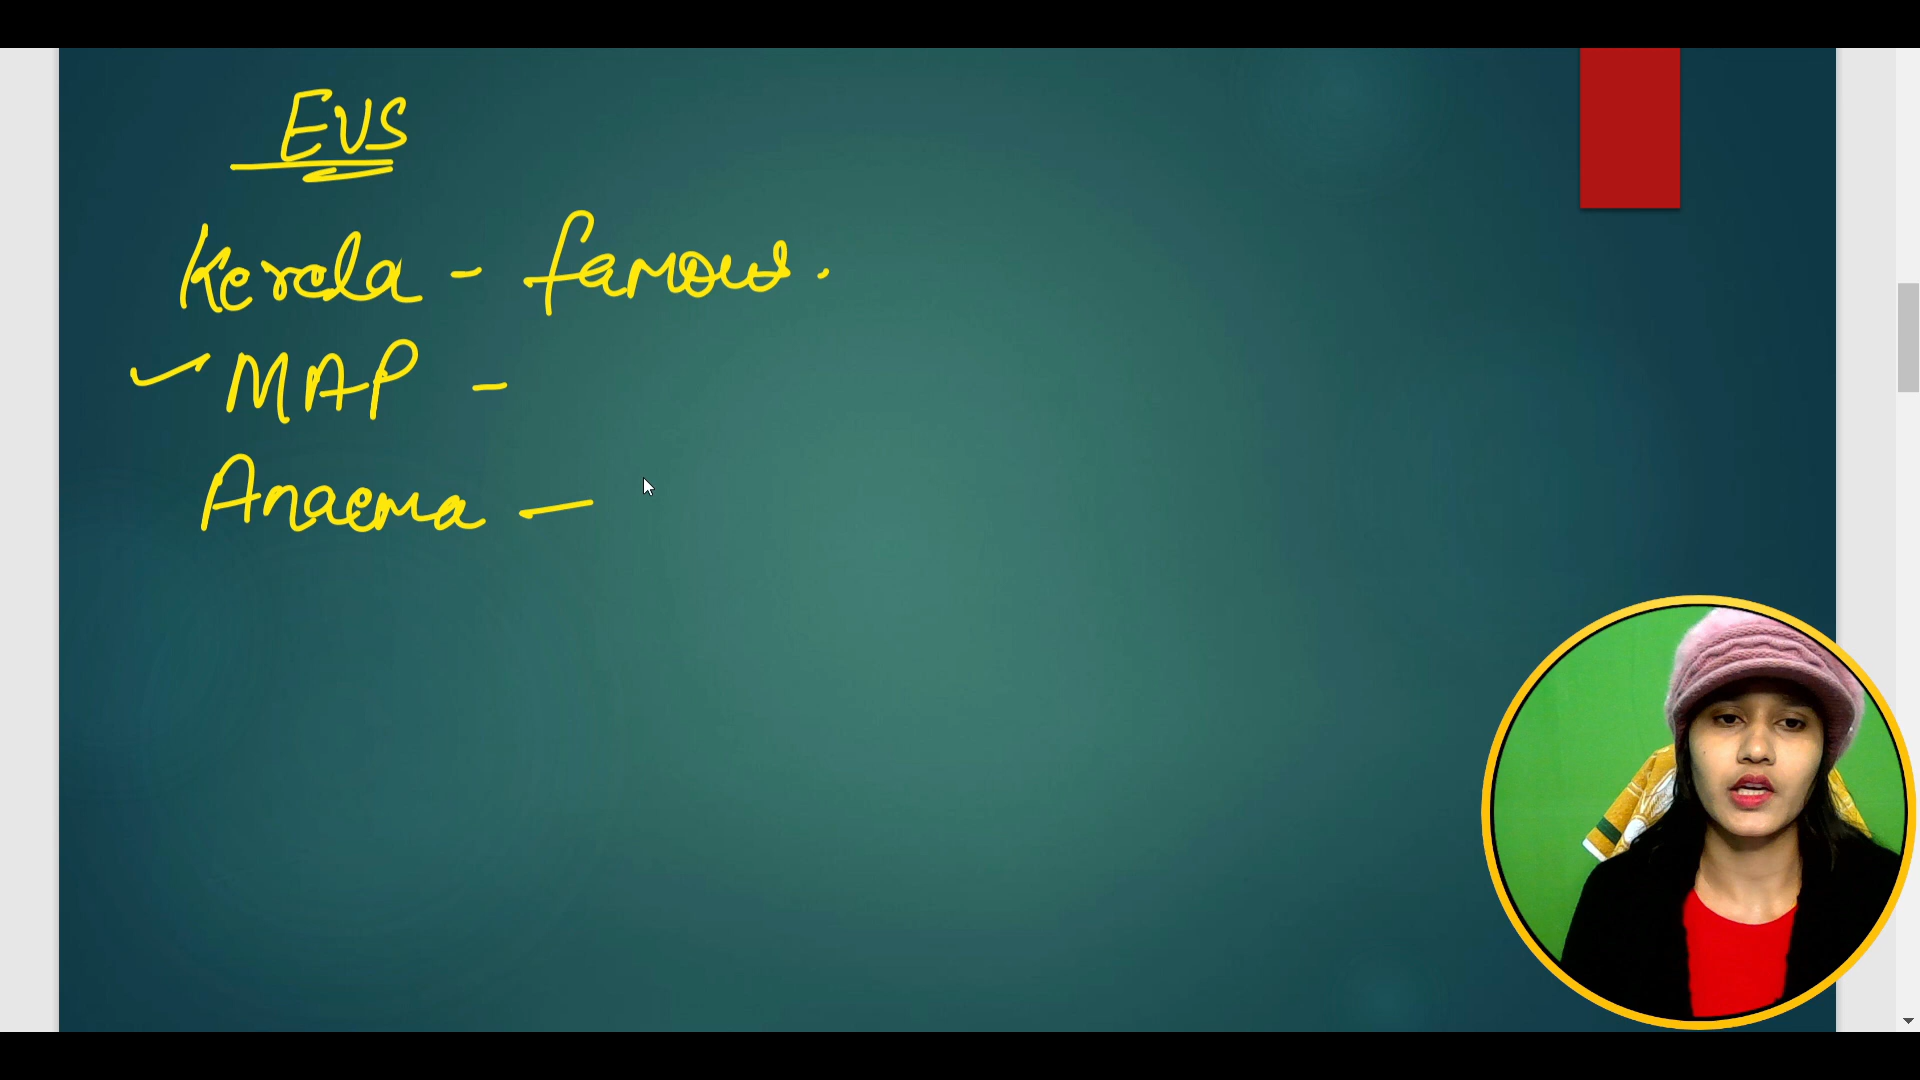 EVS
Kerala - famous.
✓ MAP -
Anaema —